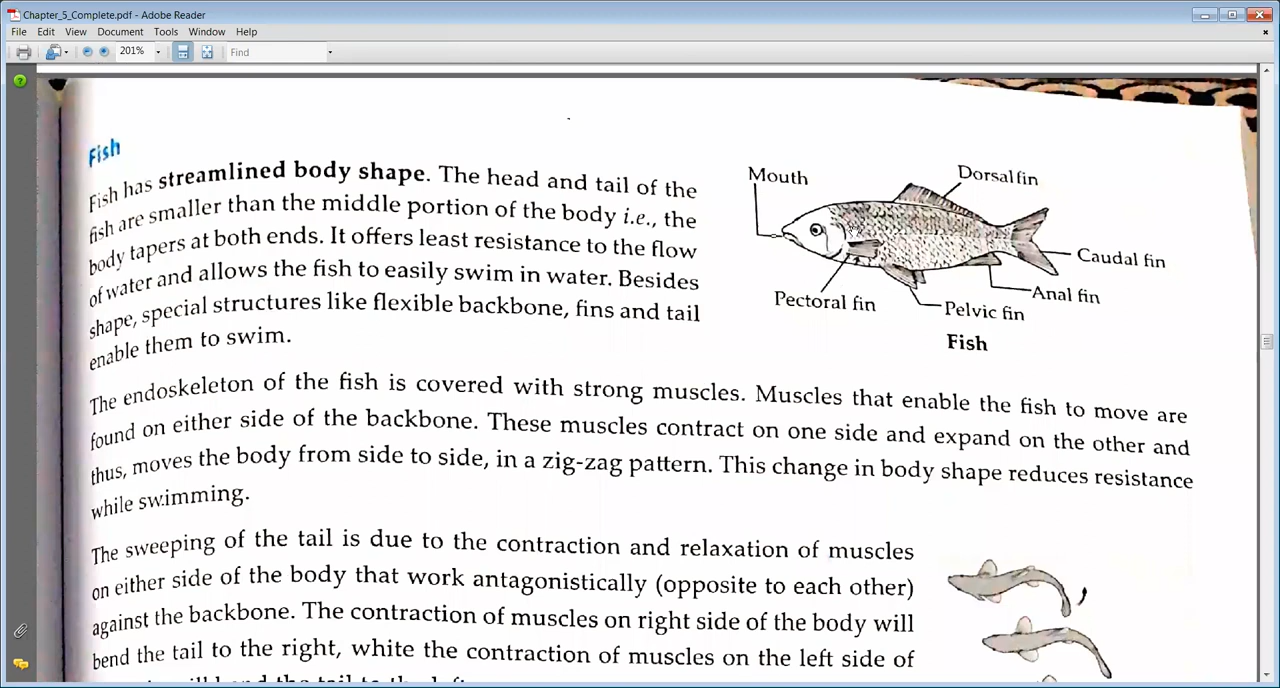 Chapter_5_Complete.pdf - Adobe Reader
File Edit View Document Tools Window Help
201% Find
Fish
Fish has streamlined body shape. The head and tail of the
fish are smaller than the middle portion of the body i.e., the
body tapers at both ends. It offers least resistance to the flow
of water and allows the fish to easily swim in water. Besides
shape, special structures like flexible backbone, fins and tail
enable them to swim.
Mouth
Dorsal fin
Caudal fin
Pectoral fin
Anal fin
Pelvic fin
Fish
The endoskeleton of the fish is covered with strong muscles. Muscles that enable the fish to move are
found on either side of the backbone. These muscles contract on one side and expand on the other and
thus, moves the body from side to side, in a zig-zag pattern. This change in body shape reduces resistance
while swimming.
The sweeping of the tail is due to the contraction and relaxation of muscles
on either side of the body that work antagonistically (opposite to each other)
against the backbone. The contraction of muscles on right side of the body will
bend the tail to the right, white the contraction of muscles on the left side of